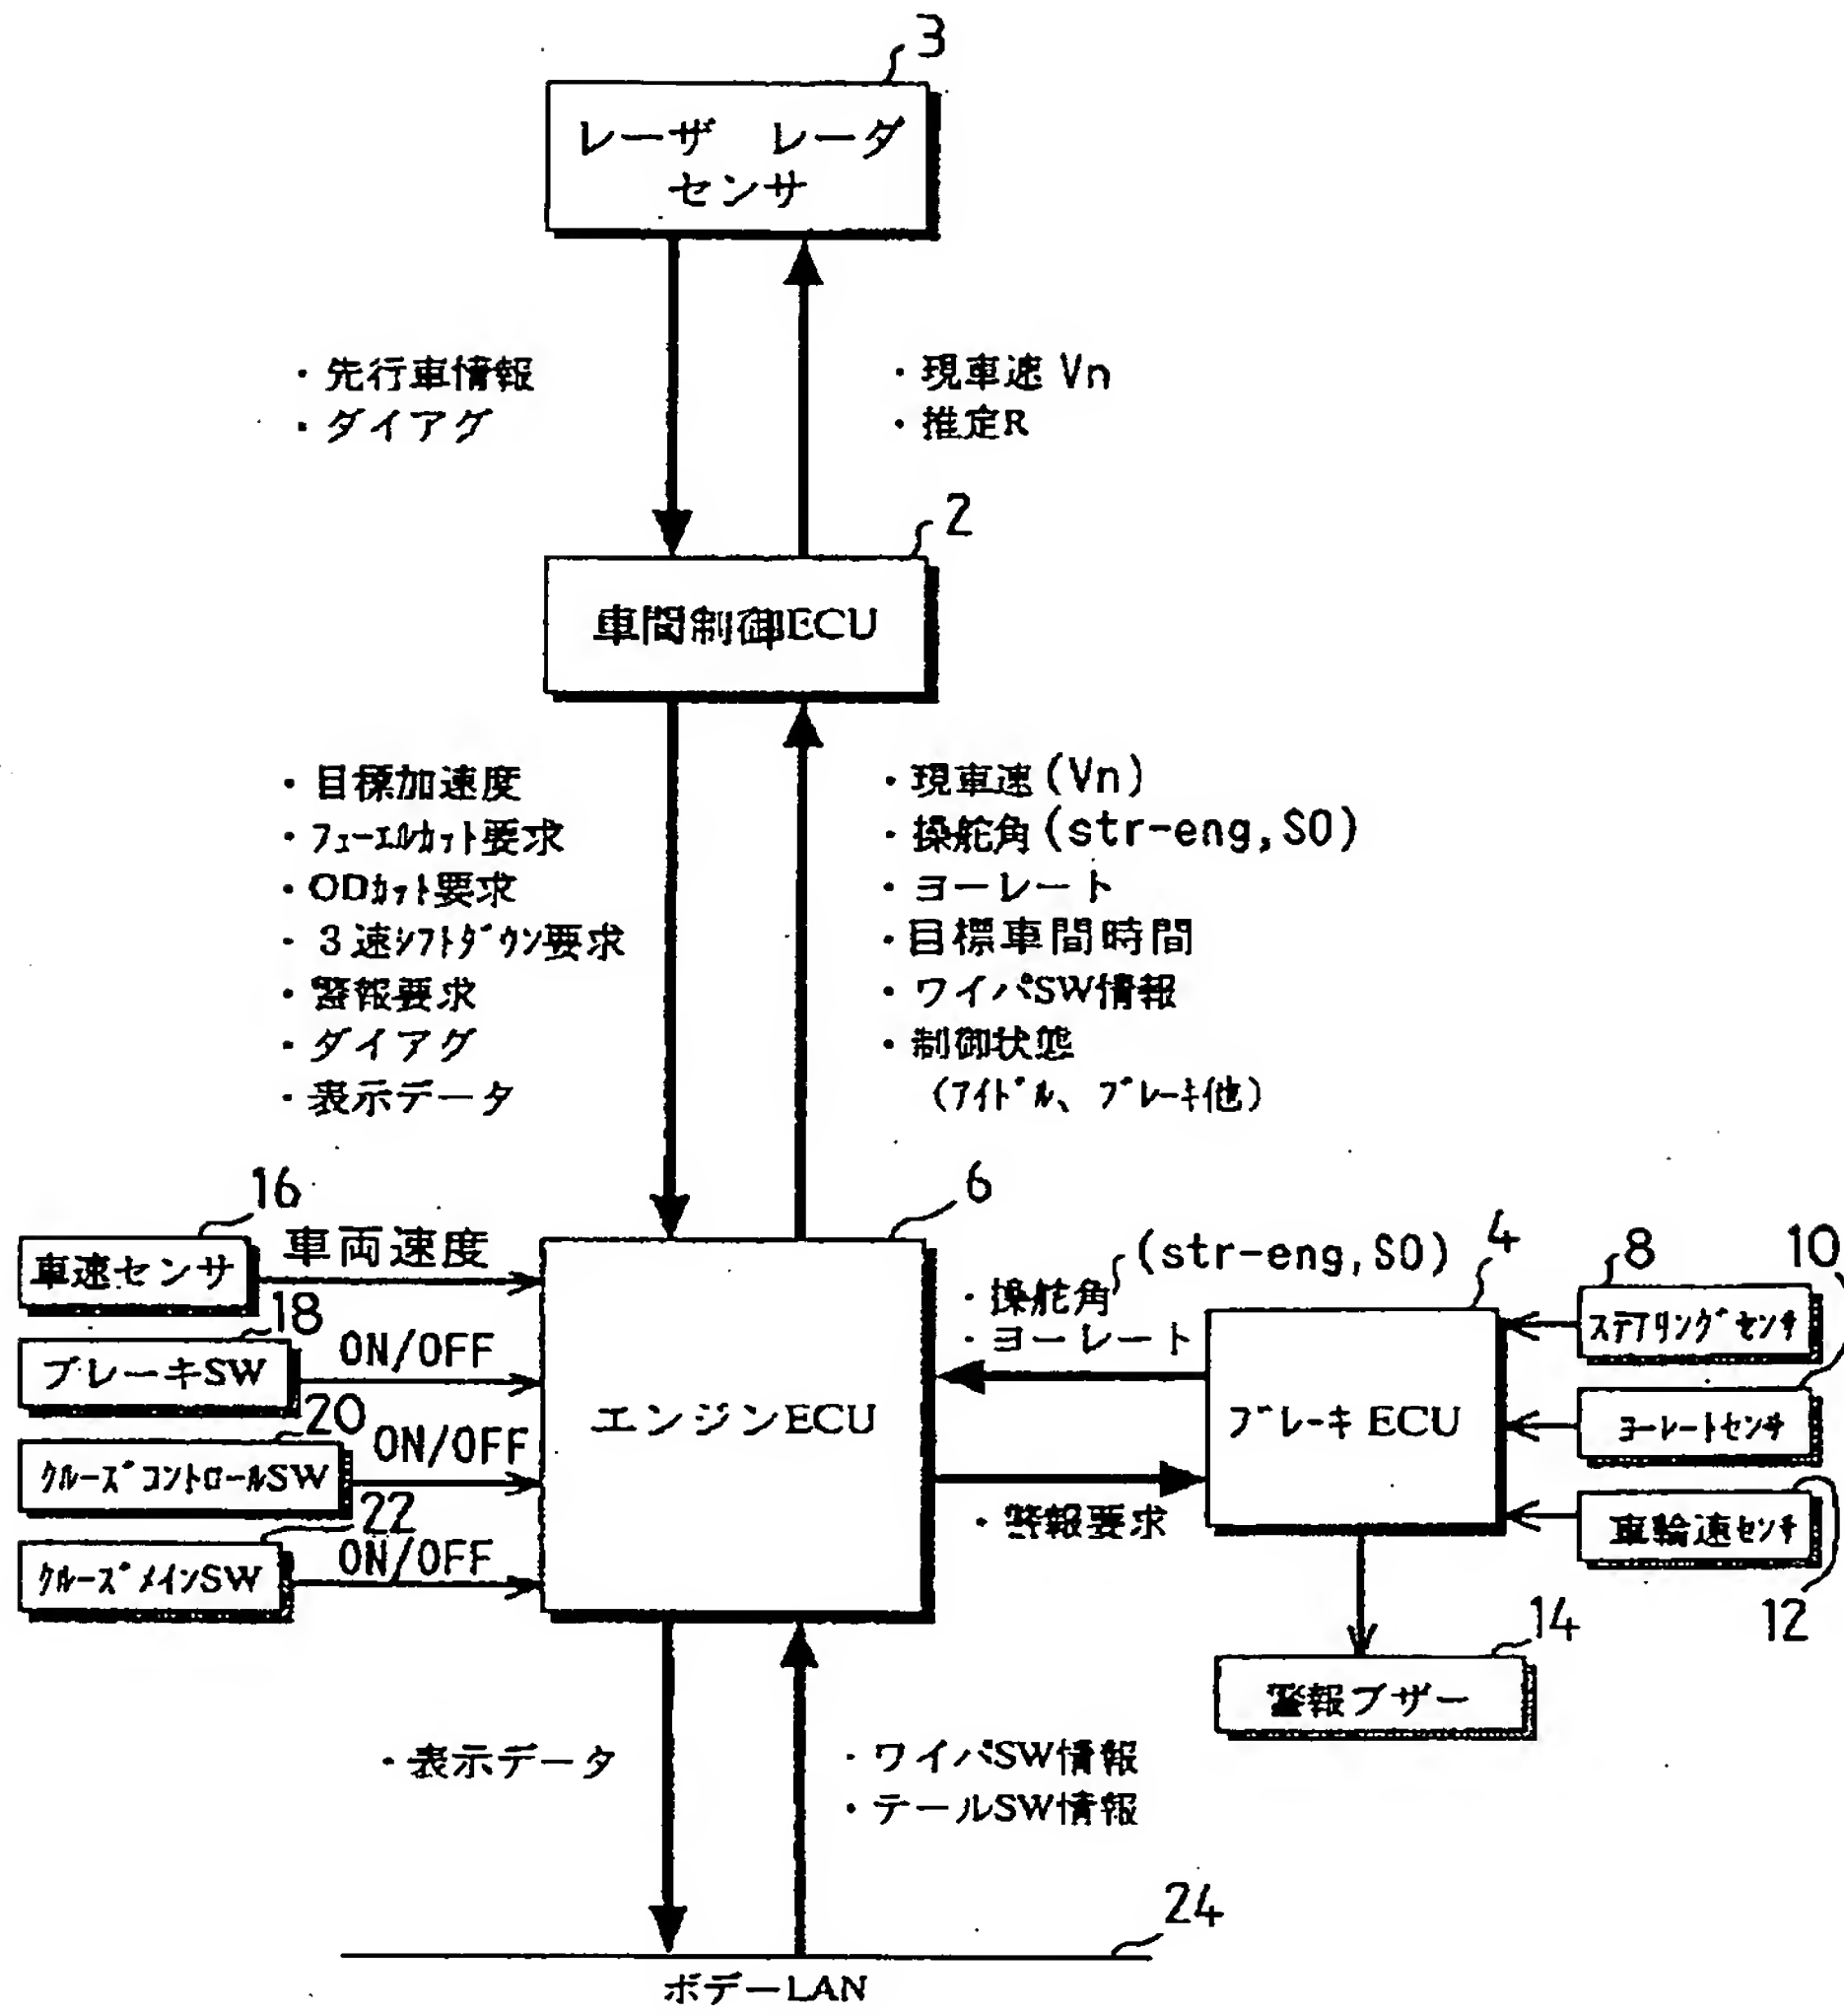 3
レーザ レーダ
センサ
・先行車情報
・ダイアグ
・現車速 Vn
・推定R
2
車間制御ECU
・目標加速度
・フューエルカット要求
・ODカット要求
・3速シフトダウン要求
・警報要求
・ダイアグ
・表示データ
・現車速(Vn)
・操舵角(str-eng,S0)
・ヨーレート
・目標車間時間
・ワイパSW情報
・制御状態
(アイドル、ブレーキ他)
16
車速センサ
車両速度
18
ブレーキSW
ON/OFF
20
クルーズコントロールSW
ON/OFF
22
クルーズメインSW
ON/OFF
6
エンジンECU
(str-eng,S0)
・操舵角
・ヨーレート
・警報要求
4
ブレーキECU
8
ステアリングセンサ
10
ヨーレートセンサ
車輪速センサ
12
14
警報ブザー
・表示データ
・ワイパSW情報
・テールSW情報
24
ボデーLAN